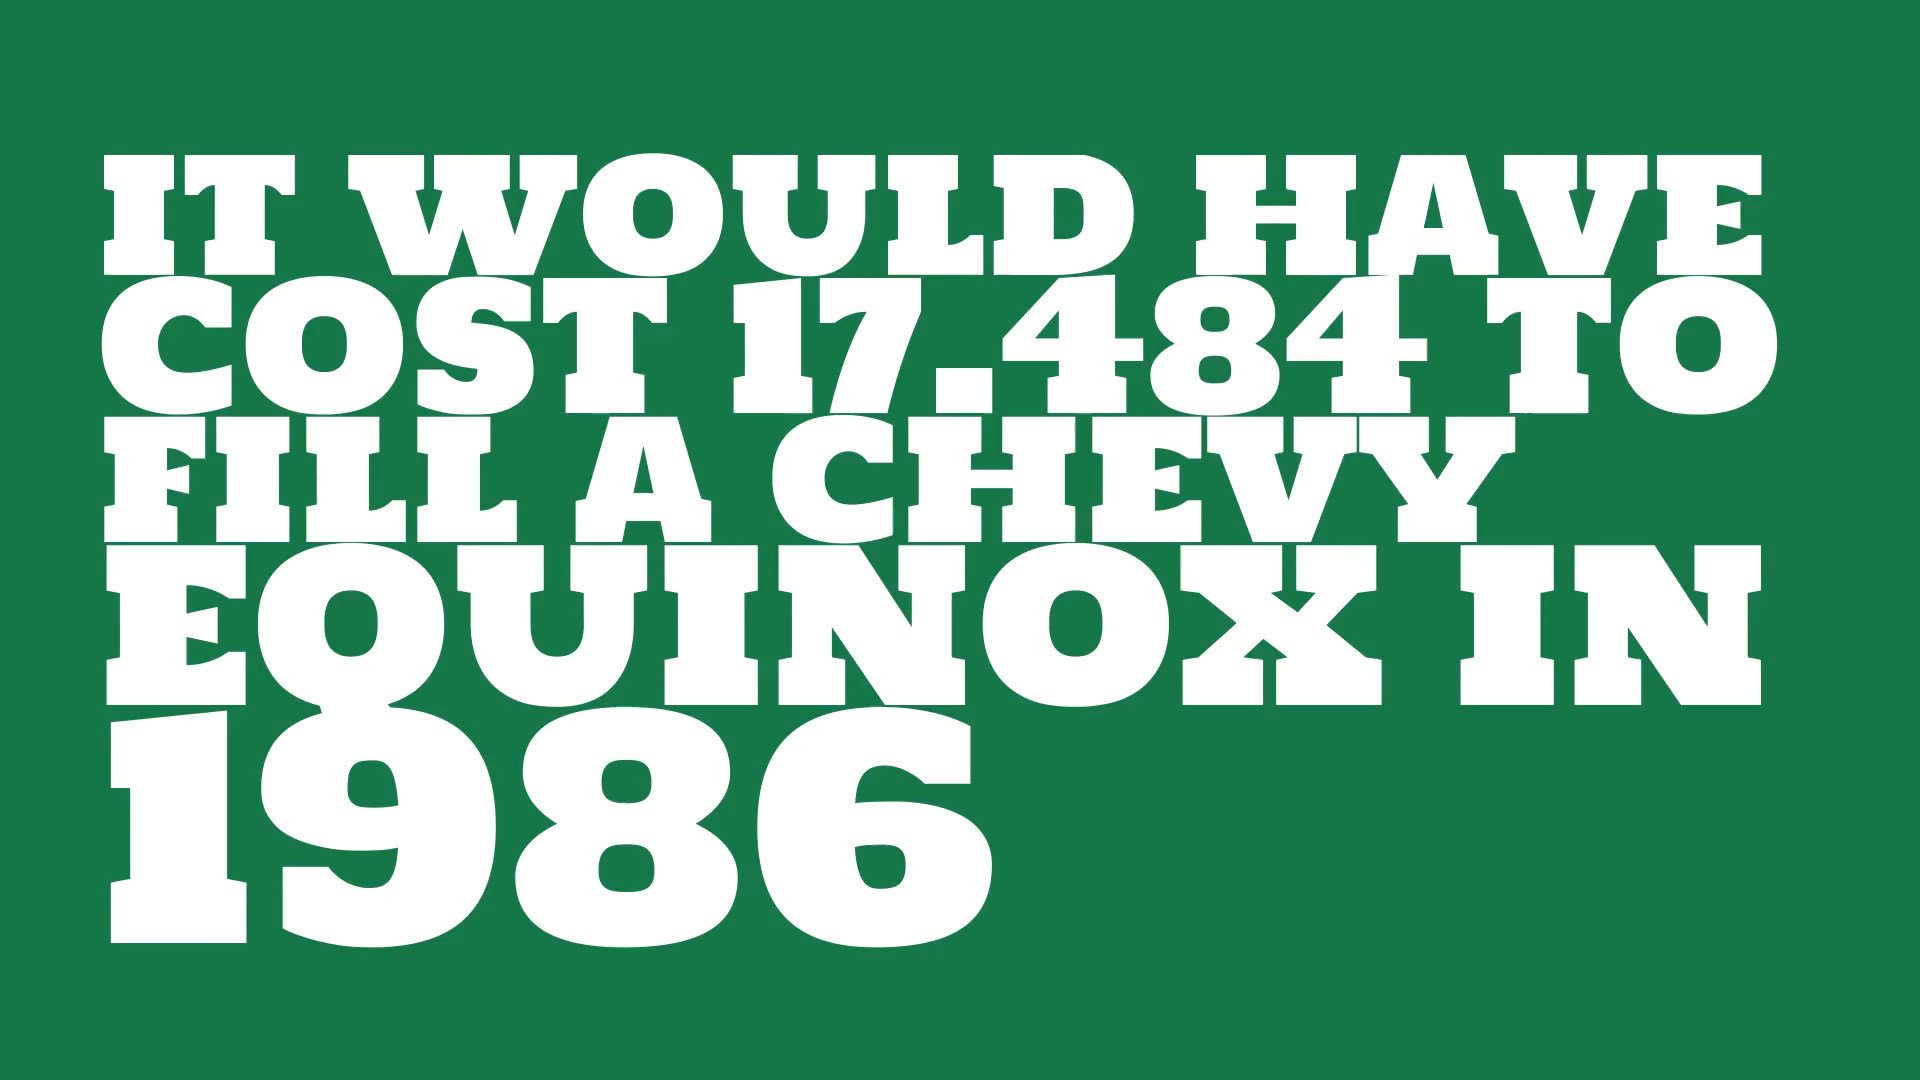 IT WOULD HAVE
COST 17.484 TO
FILL A CHEVY
EQUINOX IN
1986